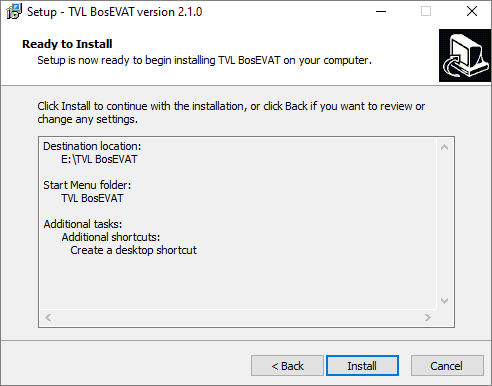 Setup - TVL BosEVAT version 2.1.0
Ready to Install
Setup is now ready to begin installing TVL BosEVAT on your computer.
Click Install to continue with the installation, or click Back if you want to review or
change any settings.
Destination location:
E:\TVL BosEVAT
Start Menu folder:
TVL BosEVAT
Additional tasks:
Additional shortcuts:
Create a desktop shortcut
< Back
Install
Cancel